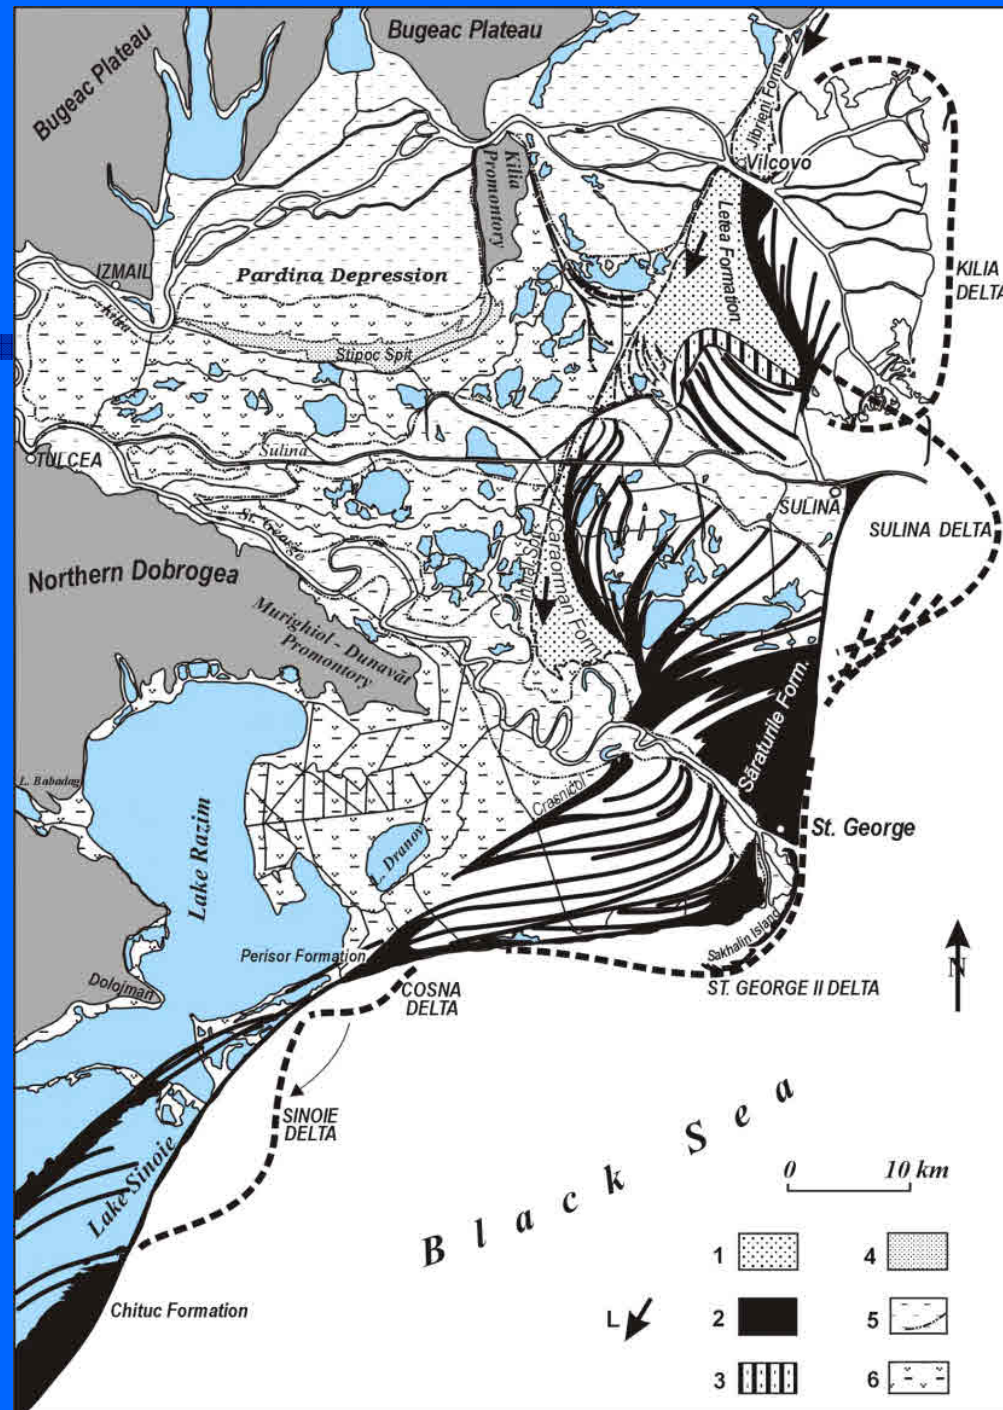 Bugeac Plateau
Bugeac Plateau
Jibrieni Form.
Vilcovo
Kilia
Promontory
Letea Formation
IZMAIL
Kilia
Pardina Depression
KILIA
DELTA
Stipoc Spit
TULCEA
Sulina
SULINA
SULINA DELTA
St. George
Caraorman Form.
Northern Dobrogea
Murighiol - Dunavăt
Promontory
Săraturile Form.
L. Babadag
Crasnicol
St. George
Lake Razim
L. Dranov
Sakhalin Island
Perisor Formation
N
Dolojman
COSNA
DELTA
ST. GEORGE II DELTA
SINOIE
DELTA
Black Sea
Lake Sinoie
0 10 km
1 4
L 2 5
Chituc Formation
3 6